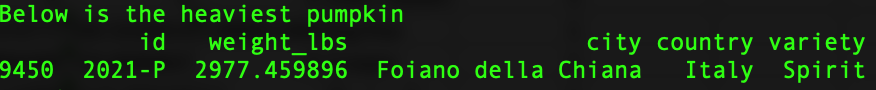 Below is the heaviest pumpkin
id weight_lbs city country variety
9450 2021-P 2977.459896 Foiano della Chiana Italy Spirit